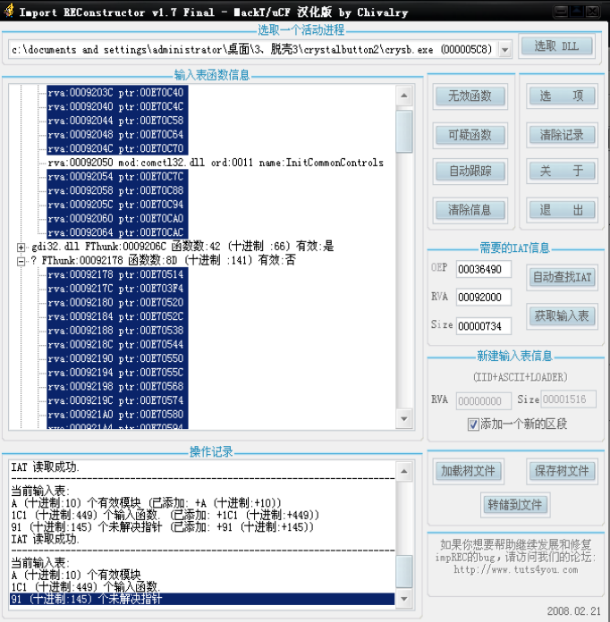 Import REConstructor v1.7 Final - MackT/uCF 汉化版 by Chivalry
选取一个活动进程
c:\documents and settings\administrator\桌面\3、脱壳3\crystalbutton2\crysb.exe (000005C8)
选取 DLL
输入表函数信息
rva:0009203C ptr:00E70C40
rva:00092040 ptr:00E70C4C
rva:00092044 ptr:00E70C58
rva:00092048 ptr:00E70C64
rva:0009204C ptr:00E70C70
rva:00092050 mod:comctl32.dll ord:0011 name:InitCommonControls
rva:00092054 ptr:00E70C7C
rva:00092058 ptr:00E70C88
rva:0009205C ptr:00E70C94
rva:00092060 ptr:00E70CA0
rva:00092064 ptr:00E70CAC
gdi32.dll FThunk:0009206C 函数数:42 (十进制 :66) 有效:是
? FThunk:00092178 函数数:8D (十进制 :141) 有效:否
rva:00092178 ptr:00E70514
rva:0009217C ptr:00E703F4
rva:00092180 ptr:00E70520
rva:00092184 ptr:00E7052C
rva:00092188 ptr:00E70538
rva:0009218C ptr:00E70544
rva:00092190 ptr:00E70550
rva:00092194 ptr:00E7055C
rva:00092198 ptr:00E70568
rva:0009219C ptr:00E70574
rva:000921A0 ptr:00E70580
rva:000921A4 ptr:00E70594
无效函数
选 项
可疑函数
清除记录
自动跟踪
关 于
清除信息
退 出
需要的IAT信息
OEP 00036490
自动查找IAT
RVA 00092000
Size 00000734
获取输入表
新建输入表信息
(IID+ASCII+LOADER)
RVA 00000000 Size 00001516
添加一个新的区段
操作记录
IAT 读取成功.
当前输入表:
A (十进制:10) 个有效模块 (已添加: +A (十进制:+10))
1C1 (十进制:449) 个输入函数. (已添加: +1C1 (十进制:+449))
91 (十进制:145) 个未解决指针 (已添加: +91 (十进制:+145))
IAT 读取成功.
当前输入表:
A (十进制:10) 个有效模块
1C1 (十进制:449) 个输入函数.
91 (十进制:145) 个未解决指针
加载树文件
保存树文件
转储到文件
如果你想要帮助继续发展和修复
impREC的bug，请访问我们的论坛:
http://www.tuts4you.com
2008.02.21